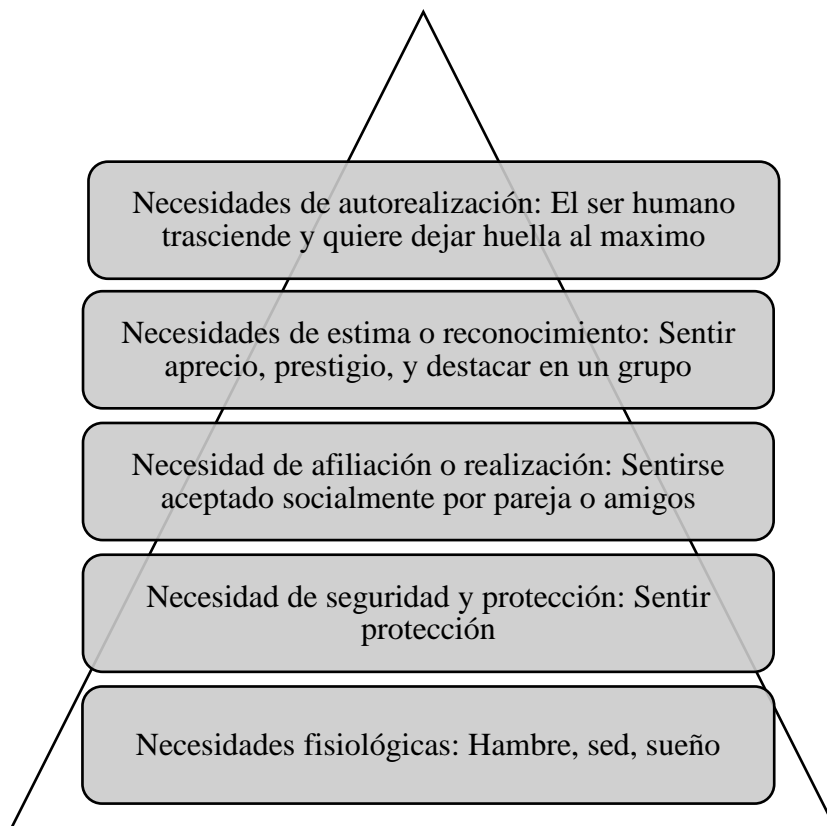 Necesidades de autorealización: El ser humano
trasciende y quiere dejar huella al maximo
Necesidades de estima o reconocimiento: Sentir
aprecio, prestigio, y destacar en un grupo
Necesidad de afiliación o realización: Sentirse
aceptado socialmente por pareja o amigos
Necesidad de seguridad y protección: Sentir
protección
Necesidades fisiológicas: Hambre, sed, sueño